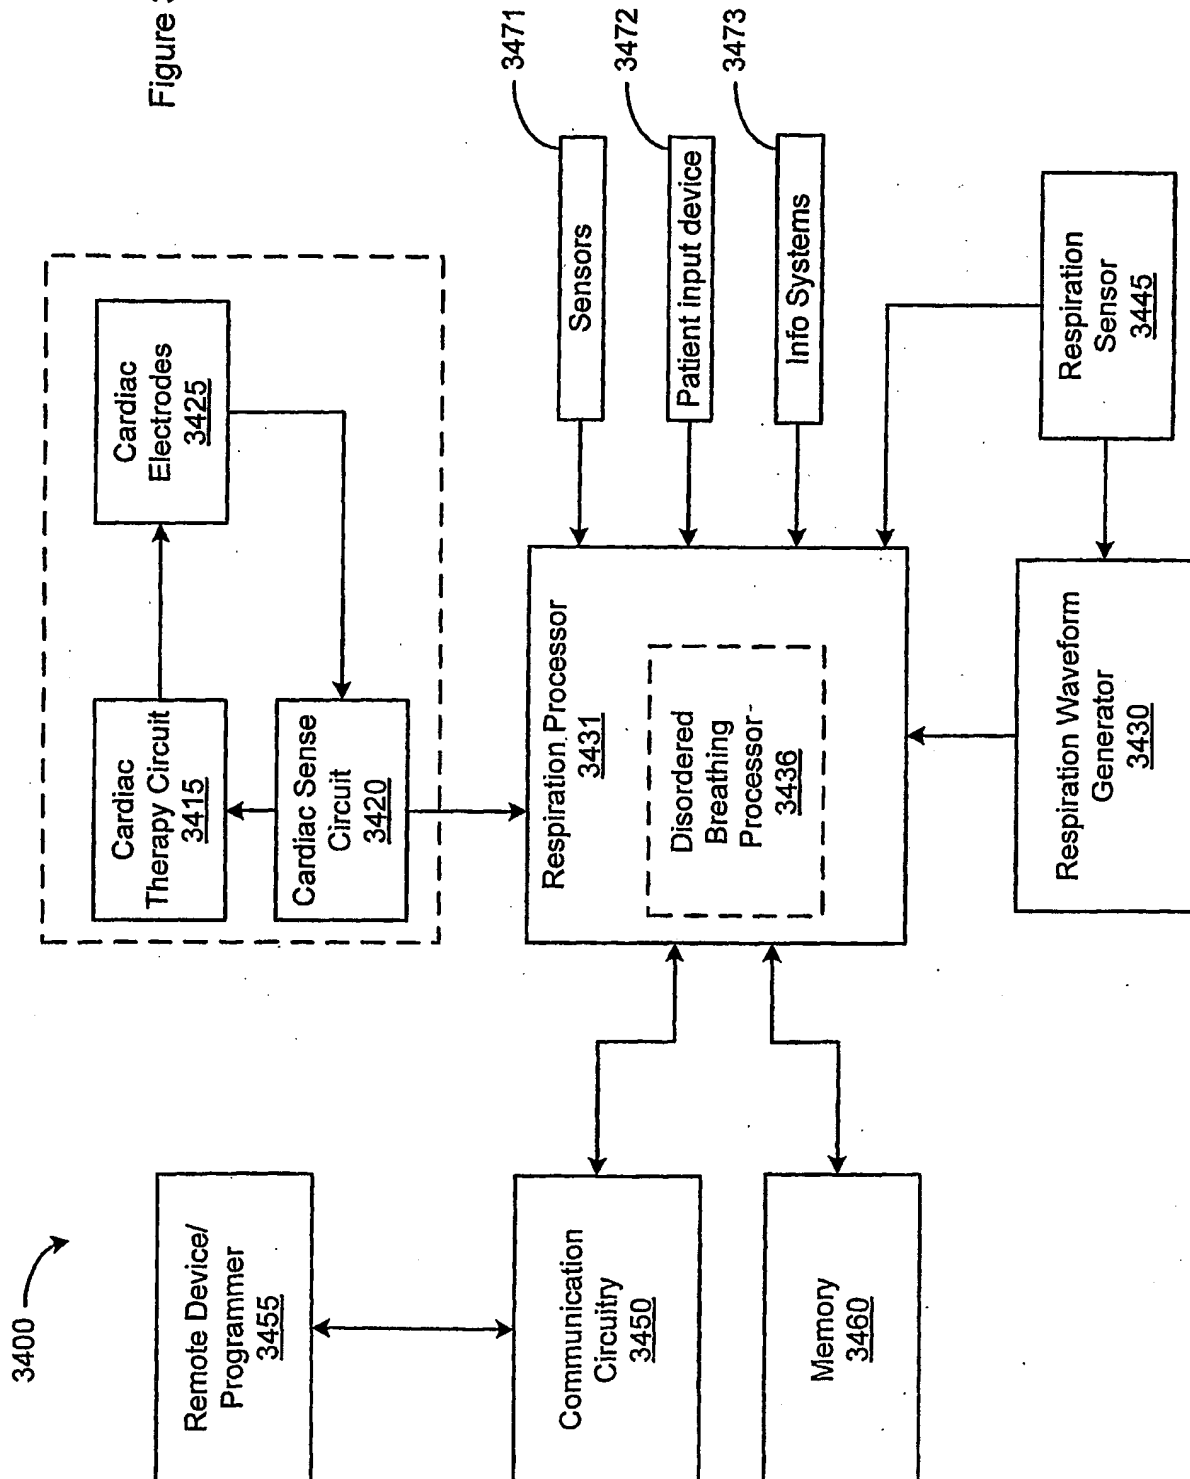 3400
Figure 3
Remote Device/
Programmer
3455
Communication
Circuitry
3450
Memory
3460
Cardiac
Therapy Circuit
3415
Cardiac
Electrodes
3425
Cardiac Sense
Circuit
3420
Respiration Processor
3431
Disordered
Breathing
Processor
3436
Sensors
3471
Patient input device
3472
Info Systems
3473
Respiration Waveform
Generator
3430
Respiration
Sensor
3445